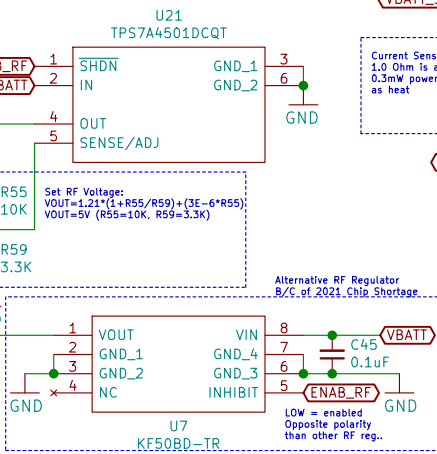 VBATT_
U21
TPS7A4501DCQT
B_RF 1 SHDN GND_1 3
BATT 2 IN GND_2 6
4 OUT
5 SENSE/ADJ
GND
Current Sens
1.0 Ohm is a
0.3mW power
as heat
R55
10K
Set RF Voltage:
VOUT=1.21*(1+R55/R59)+(3E-6*R55)
VOUT=5V (R55=10K, R59=3.3K)
R59
3.3K
Alternative RF Regulator
B/C of 2021 Chip Shortage
1 VOUT VIN 8 VBATT
2 GND_1 GND_4 7
3 GND_2 GND_3 6
4 NC INHIBIT 5 ENAB_RF
C45
0.1uF
GND
GND
U7
KF50BD-TR
LOW = enabled
Opposite polarity
than other RF reg..